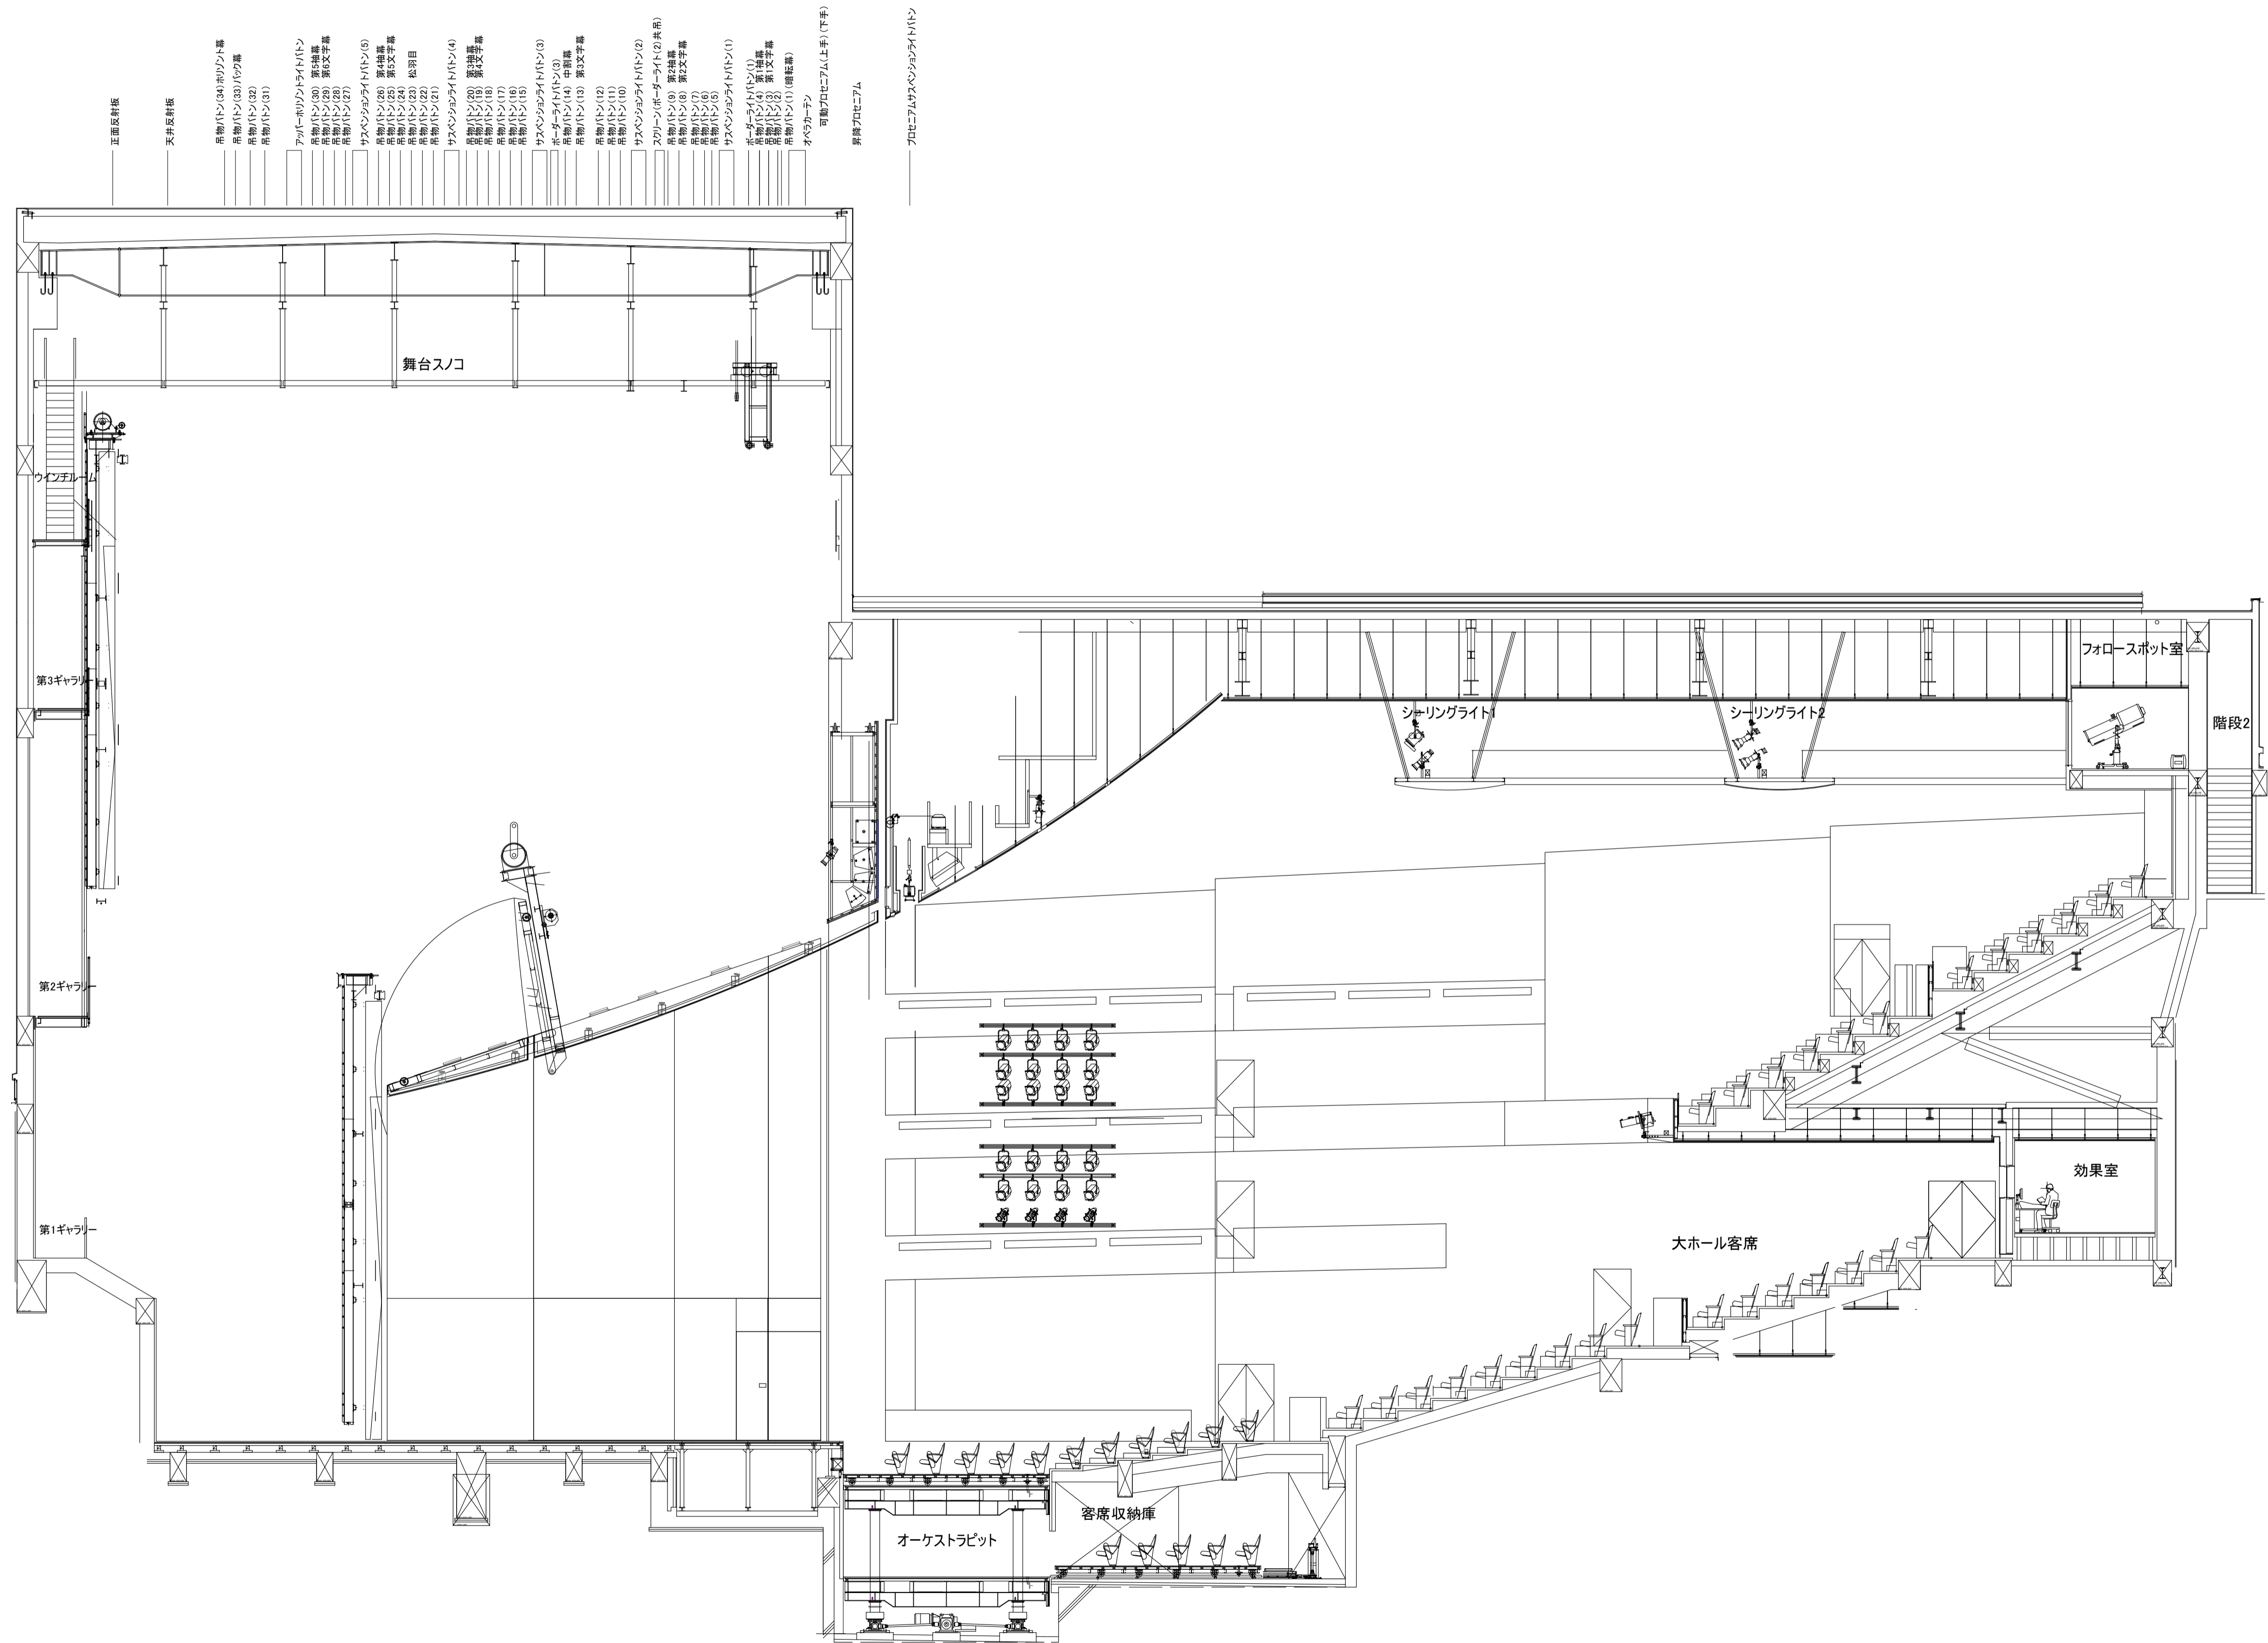 正面反射板
天井反射板
吊物バトン(34)ホリゾント幕
吊物バトン(33)バック幕
吊物バトン(32)
吊物バトン(31)
アッパーホリゾントライトバトン
吊物バトン(30) 第5袖幕
吊物バトン(29) 第6文字幕
吊物バトン(28)
吊物バトン(27)
サスペンションライトバトン(5)
吊物バトン(26) 第4袖幕
吊物バトン(25) 第5文字幕
吊物バトン(24)
吊物バトン(23) 松羽目
吊物バトン(22)
吊物バトン(21)
サスペンションライトバトン(4)
吊物バトン(20) 第3袖幕
吊物バトン(19) 第4文字幕
吊物バトン(18)
吊物バトン(17)
吊物バトン(16)
吊物バトン(15)
サスペンションライトバトン(3)
ボーダーライトバトン(3)
吊物バトン(14) 中割幕
吊物バトン(13) 第3文字幕
吊物バトン(12)
吊物バトン(11)
吊物バトン(10)
サスペンションライトバトン(2)
スクリーン(ボーダーライト(2)共吊)
吊物バトン(9) 第2袖幕
吊物バトン(8) 第2文字幕
吊物バトン(7)
吊物バトン(6)
吊物バトン(5)
サスペンションライトバトン(1)
ボーダーライトバトン(1)
吊物バトン(4) 第1袖幕
吊物バトン(3) 第1文字幕
吊物バトン(2)
吊物バトン(1)(暗転幕)
オペラカーテン
可動プロセニアム(上手)(下手)
昇降プロセニアム
プロセニアムサスペンションライトバトン
舞台スノコ
ウインチルーム
第3ギャラリー
第2ギャラリー
第1ギャラリー
シーリングライト1
シーリングライト2
フォロースポット室
階段2
効果室
大ホール客席
客席収納庫
オーケストラピット